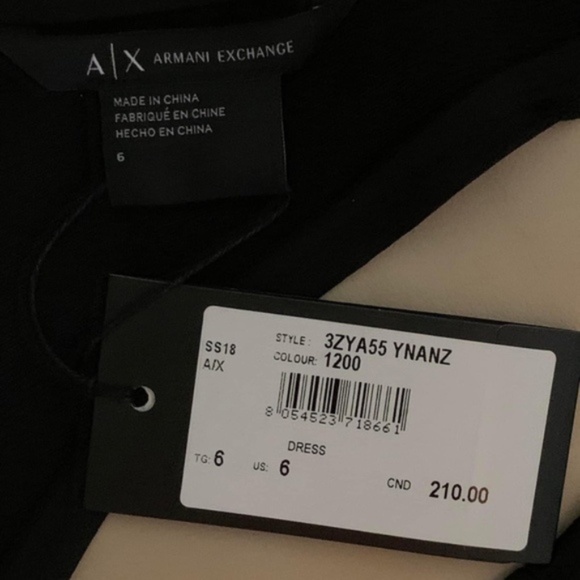 A|X ARMANI EXCHANGE
MADE IN CHINA
FABRIQUÉ EN CHINE
HECHO EN CHINA
6
SS18
A/X
STYLE: 3ZYA55 YNANZ
COLOUR: 1200
8 054523 718661
DRESS
TG: 6 US: 6 CND 210.00